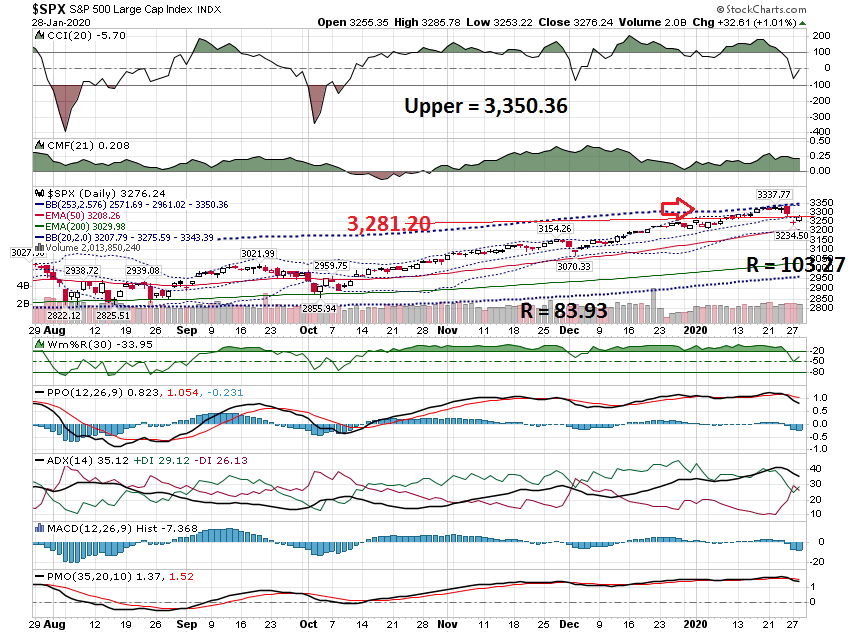 $SPX S&P 500 Large Cap Index INDX
© StockCharts.com
28-Jan-2020
Open 3255.35 High 3285.78 Low 3253.22 Close 3276.24 Volume 2.0B Chg +32.61 (+1.01%)
CCI(20) -5.70
200
100
0
-100
-200
-300
-400
Upper = 3,350.36
CMF(21) 0.208
0.50
0.25
0.00
$SPX (Daily) 3276.24
BB(253,2.576) 2571.69 - 2961.02 - 3350.36
EMA(50) 3208.26
EMA(200) 3029.98
BB(20,2.0) 3207.79 - 3275.59 - 3343.39
Volume 2,013,850,240
3,281.20
3337.77
3154.26
3234.50
3021.99
2959.75
3070.33
2938.72
2939.08
2822.12
2825.51
2855.94
R = 103.27
R = 83.93
3350
3300
3250
3200
3150
3100
3050
2950
2900
2850
2800
4B
2B
29 Aug 12 19 26 Sep 9 16 23 Oct 7 14 21 28 Nov 11 18 25 Dec 9 16 23 2020 13 21 27
Wm%R(30) -33.95
-20
-50
-80
PPO(12,26,9) 0.823, 1.054, -0.231
1.0
0.5
0.0
-0.5
-1.0
ADX(14) 35.12 +DI 29.12 -DI 26.13
40
30
20
10
MACD(12,26,9) Hist -7.368
0
-20
PMO(35,20,10) 1.37, 1.52
1
0
29 Aug 12 19 26 Sep 9 16 23 Oct 7 14 21 28 Nov 11 18 25 Dec 9 16 23 2020 13 21 27